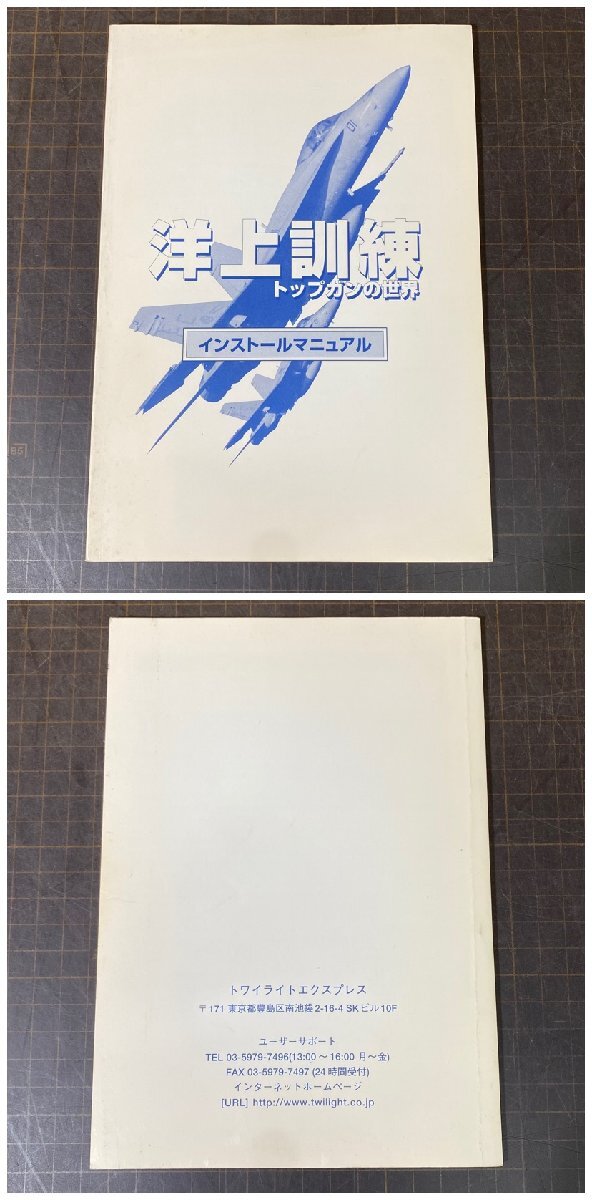 01
洋上訓練
トップガンの世界
インストールマニュアル
B5
トワイライトエクスプレス
〒171 東京都豊島区南池袋2-16-4 SKビル10F
ユーザーサポート
TEL 03-5979-7496(13:00～16:00 月～金)
FAX 03-5979-7497 (24時間受付)
インターネットホームページ
[URL] http://www.twilight.co.jp